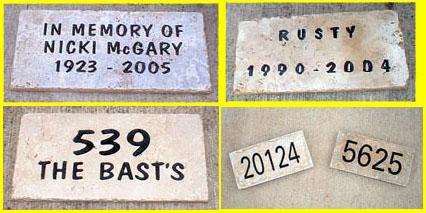 IN MEMORY OF
NICKI McGARY
1923 - 2005
RUSTY
1990 - 2004
539
THE BAST'S
20124
5625